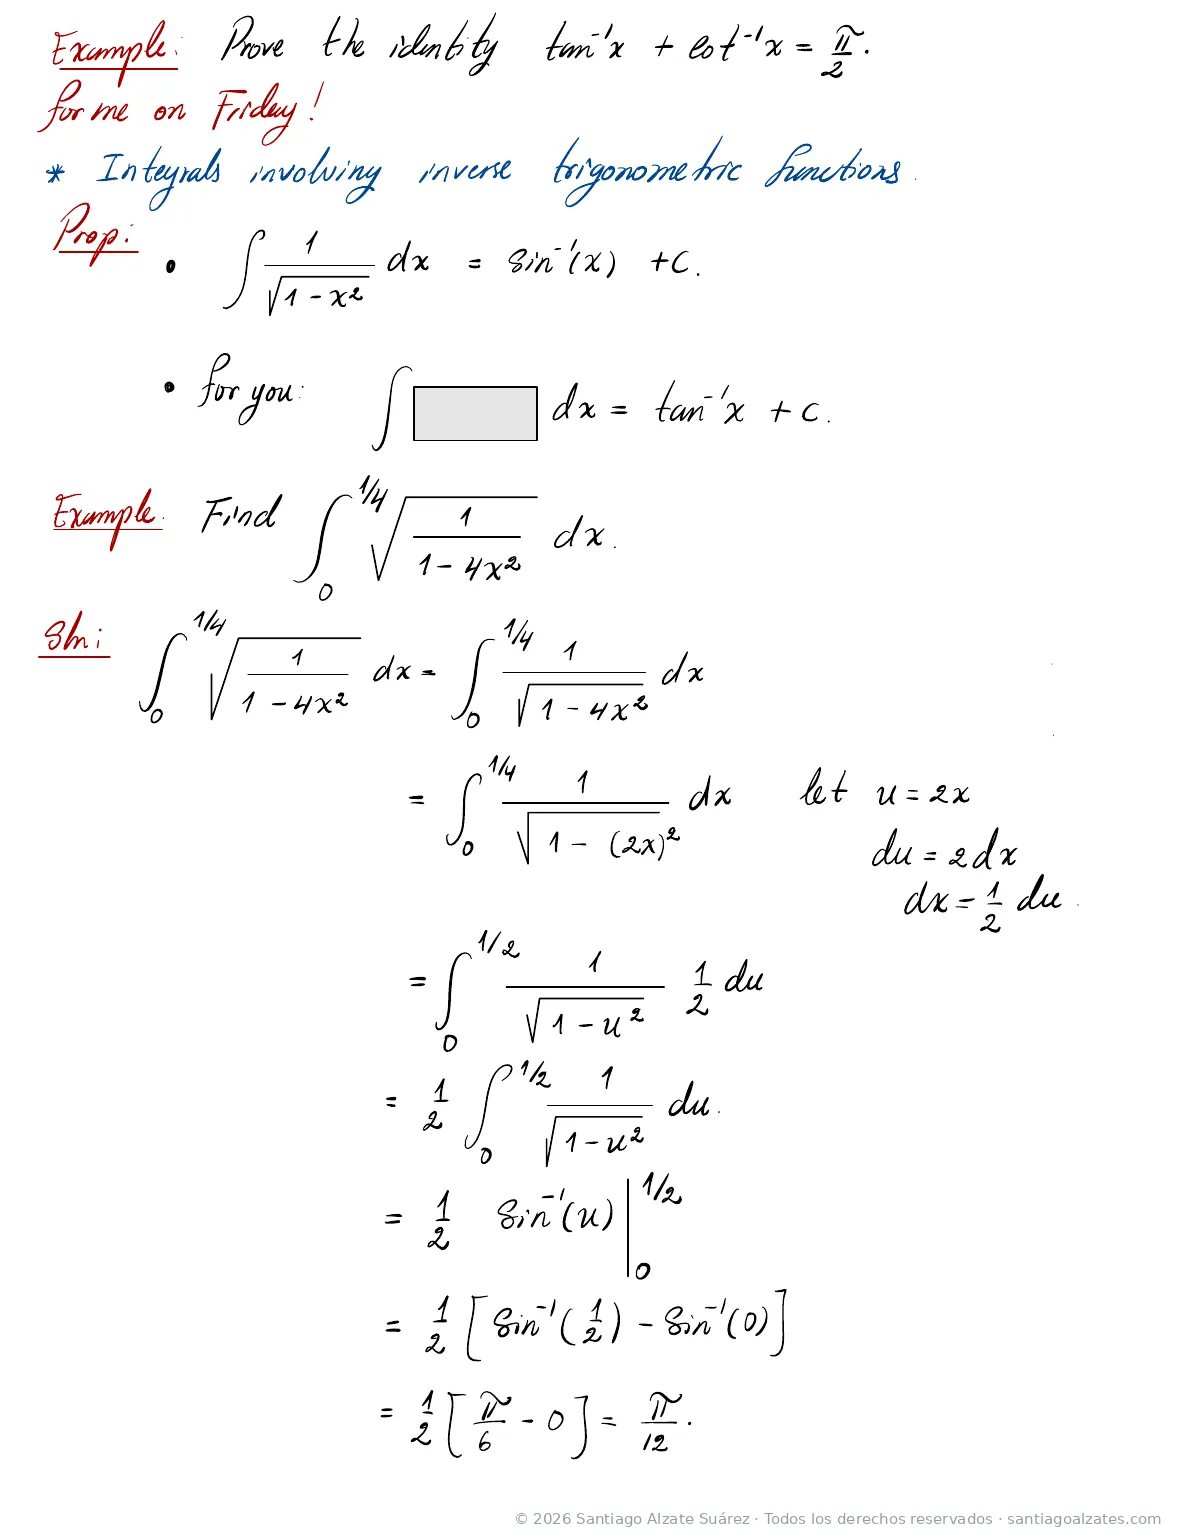 Example: Prove the identity tan⁻¹x + cot⁻¹x = π/2.
for me on Friday!
* Integrals involving inverse trigonometric functions.
Prop:
• ∫ 1/√(1 - x²) dx = sin⁻¹(x) + C.
• for you: ∫ dx = tan⁻¹x + C.
Example. Find ∫₀^(1/4) √(1/(1 - 4x²)) dx.
Sln: ∫₀^(1/4) √(1/(1 - 4x²)) dx = ∫₀^(1/4) 1/√(1 - 4x²) dx
= ∫₀^(1/4) 1/√(1 - (2x)²) dx let u = 2x
du = 2dx
dx = 1/2 du.
= ∫₀^(1/2) 1/√(1 - u²) 1/2 du
= 1/2 ∫₀^(1/2) 1/√(1 - u²) du.
= 1/2 sin⁻¹(u) |₀^(1/2)
= 1/2 [sin⁻¹(1/2) - sin⁻¹(0)]
= 1/2 [π/6 - 0] = π/12.
© 2026 Santiago Alzate Suárez · Todos los derechos reservados · santiagoalzates.com